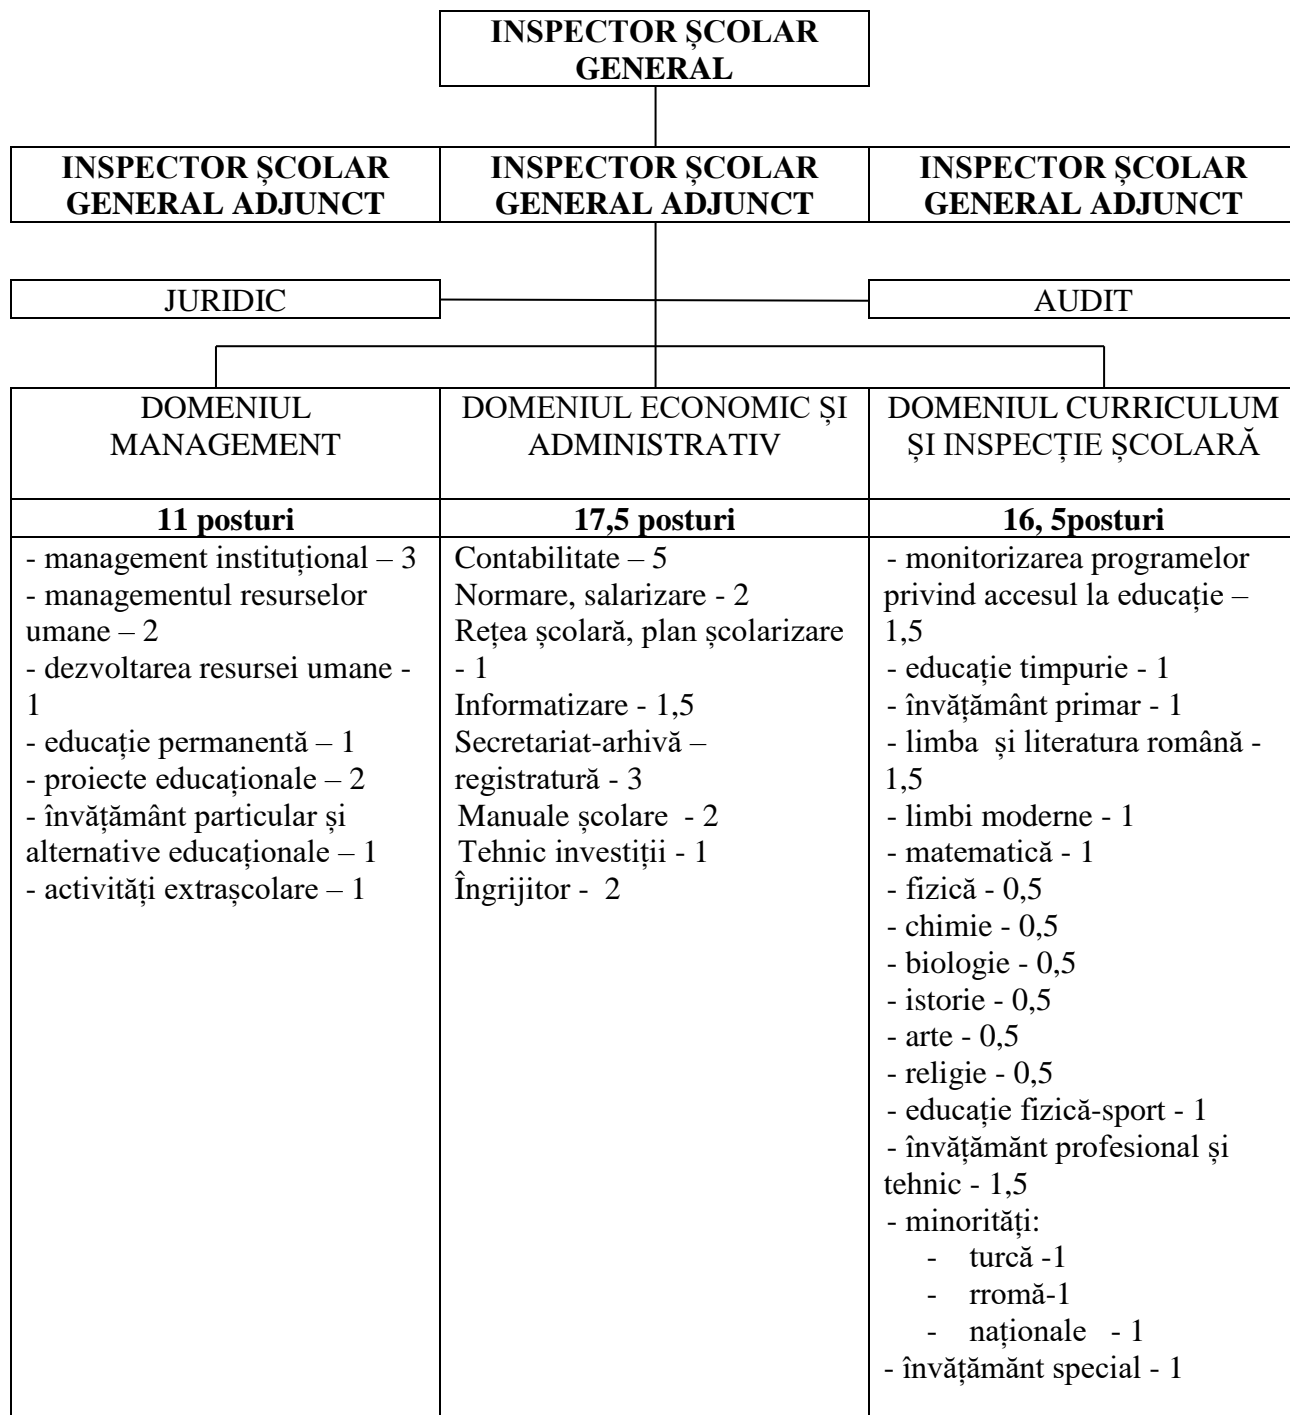 INSPECTOR ȘCOLAR
GENERAL
INSPECTOR ȘCOLAR
GENERAL ADJUNCT
INSPECTOR ȘCOLAR
GENERAL ADJUNCT
INSPECTOR ȘCOLAR
GENERAL ADJUNCT
JURIDIC
AUDIT
DOMENIUL
MANAGEMENT
11 posturi
- management instituțional – 3
- managementul resurselor
umane – 2
- dezvoltarea resursei umane -
1
- educație permanentă – 1
- proiecte educaționale – 2
- învățământ particular și
alternative educaționale – 1
- activități extrașcolare – 1
DOMENIUL ECONOMIC ȘI
ADMINISTRATIV
17,5 posturi
Contabilitate – 5
Normare, salarizare - 2
Rețea școlară, plan școlarizare
- 1
Informatizare - 1,5
Secretariat-arhivă –
registratură - 3
Manuale școlare - 2
Tehnic investiții - 1
Îngrijitor - 2
DOMENIUL CURRICULUM
ȘI INSPECȚIE ȘCOLARĂ
16, 5posturi
- monitorizarea programelor
privind accesul la educație –
1,5
- educație timpurie - 1
- învățământ primar - 1
- limba și literatura română -
1,5
- limbi moderne - 1
- matematică - 1
- fizică - 0,5
- chimie - 0,5
- biologie - 0,5
- istorie - 0,5
- arte - 0,5
- religie - 0,5
- educație fizică-sport - 1
- învățămănt profesional și
tehnic - 1,5
- minorități:
- turcă -1
- rromă-1
- naționale - 1
- învățămănt special - 1